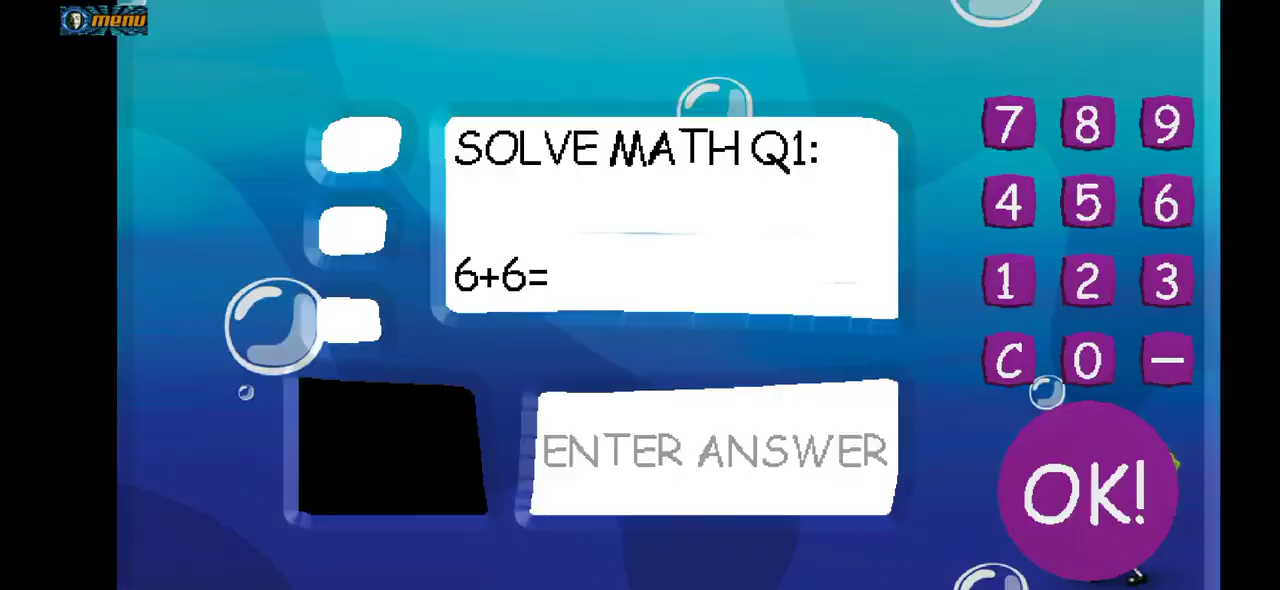 menu
SOLVE MATH Q1:
6+6=
ENTER ANSWER
7 8 9
4 5 6
1 2 3
C 0 –
OK!